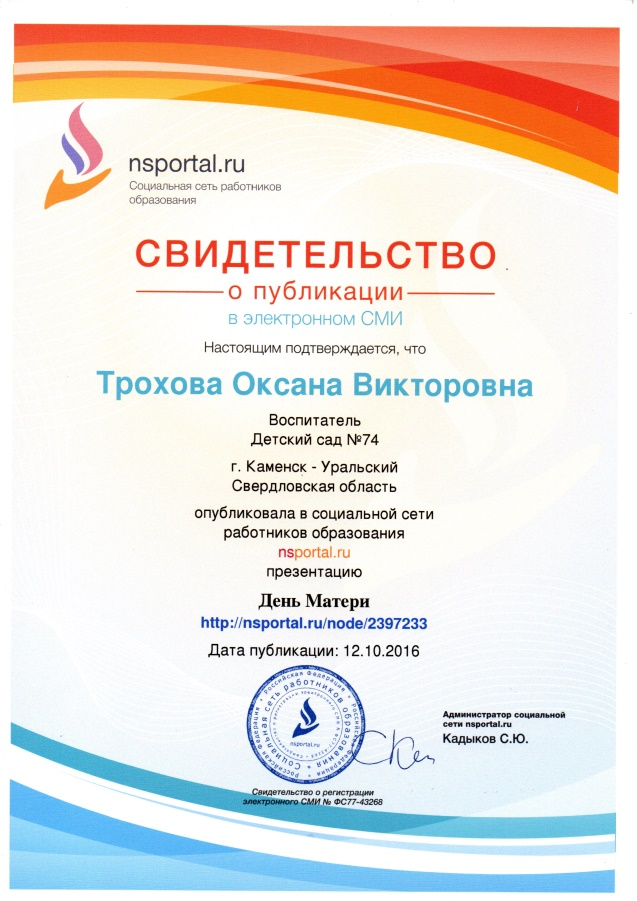 nsportal.ru
Социальная сеть работников
образования
СВИДЕТЕЛЬСТВО
о публикации
в электронном СМИ
Настоящим подтверждается, что
Трохова Оксана Викторовна
Воспитатель
Детский сад №74
г. Каменск - Уральский
Свердловская область
опубликовала в социальной сети
работников образования
nsportal.ru
презентацию
День Матери
http://nsportal.ru/node/2397233
Дата публикации: 12.10.2016
Российская Федерация * Российская Федерация
Социальная сеть работников образования
nsportal.ru
Администратор социальной
сети nsportal.ru
Кадыков С.Ю.
Свидетельство о регистрации
электронного СМИ № ФС77-43268